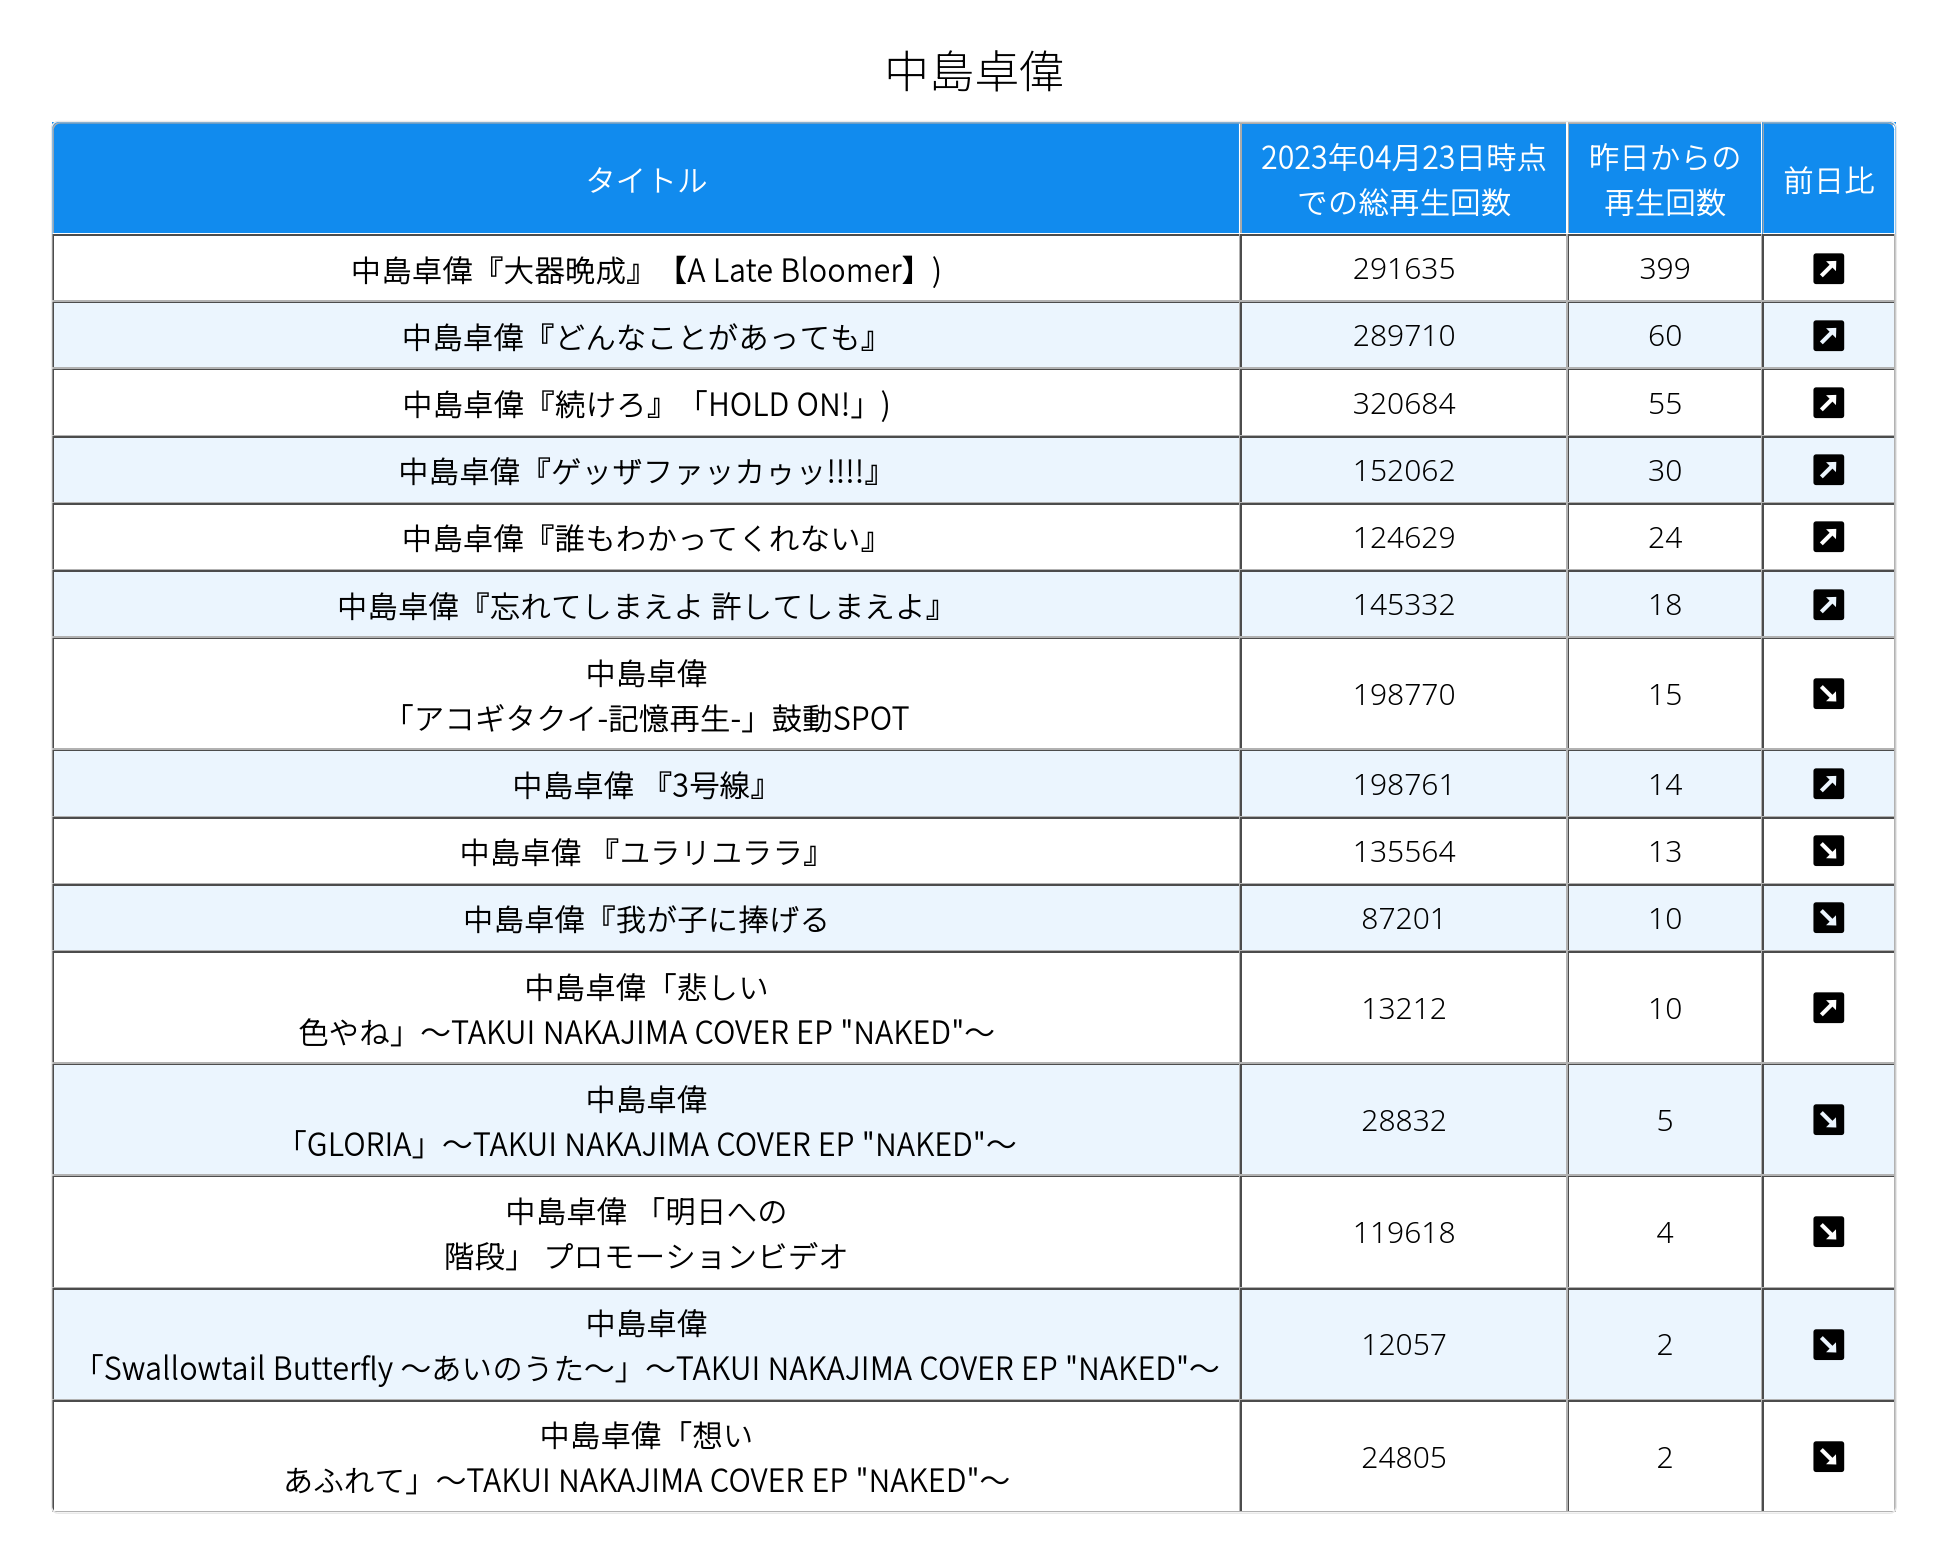 中島卓偉
タイトル
2023年04月23日時点
での総再生回数
昨日からの
再生回数
前日比
中島卓偉『大器晩成』【A Late Bloomer】)
291635
399
中島卓偉『どんなことがあっても』
289710
60
中島卓偉『続けろ』「HOLD ON!」)
320684
55
中島卓偉『ゲッザファッカゥッ!!!!』
152062
30
中島卓偉『誰もわかってくれない』
124629
24
中島卓偉『忘れてしまえよ 許してしまえよ』
145332
18
中島卓偉
「アコギタクイ-記憶再生-」鼓動SPOT
198770
15
中島卓偉 『3号線』
198761
14
中島卓偉 『ユラリユララ』
135564
13
中島卓偉『我が子に捧げる
87201
10
中島卓偉「悲しい
色やね」～TAKUI NAKAJIMA COVER EP "NAKED"～
13212
10
中島卓偉
「GLORIA」～TAKUI NAKAJIMA COVER EP "NAKED"～
28832
5
中島卓偉 「明日への
階段」 プロモーションビデオ
119618
4
中島卓偉
「Swallowtail Butterfly ～あいのうた～」～TAKUI NAKAJIMA COVER EP "NAKED"～
12057
2
中島卓偉「想い
あふれて」～TAKUI NAKAJIMA COVER EP "NAKED"～
24805
2